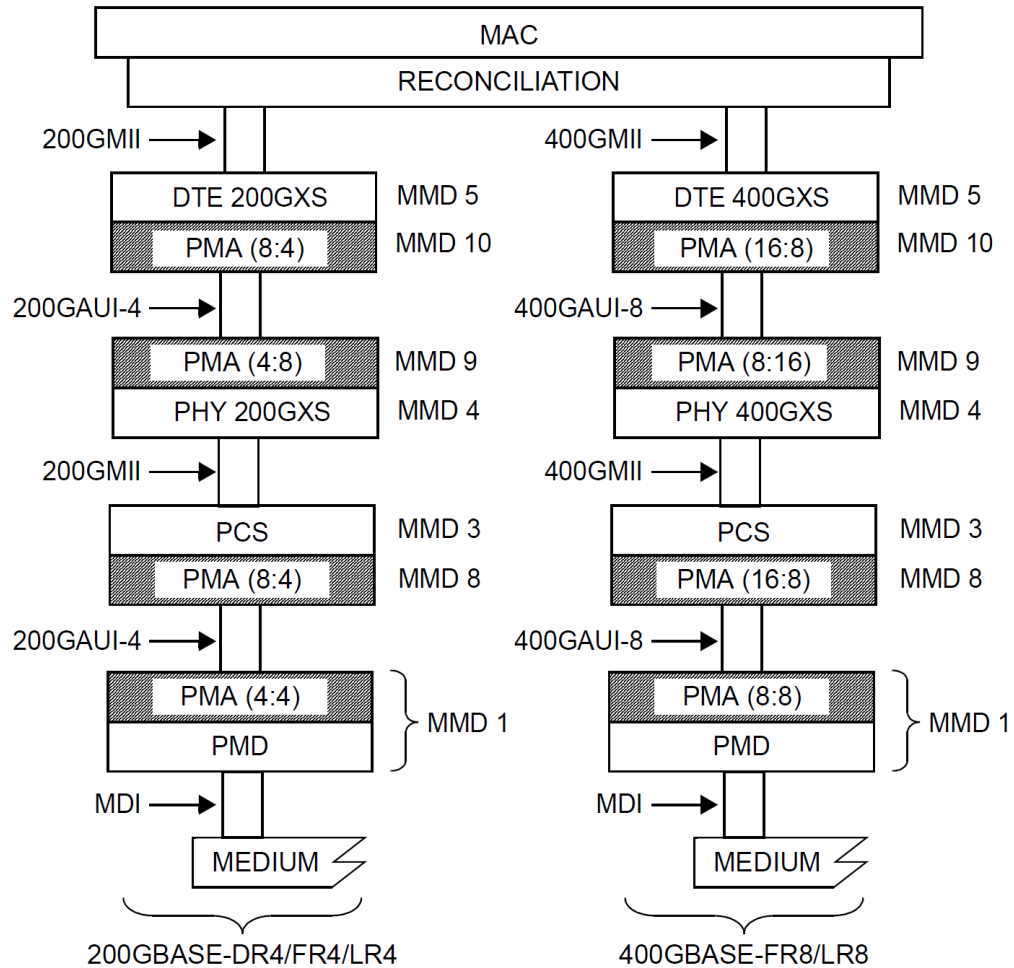 MAC
RECONCILIATION
200GMII 400GMII
DTE 200GXS MMD 5 DTE 400GXS MMD 5
PMA (8:4) MMD 10 PMA (16:8) MMD 10
200GAUI-4 400GAUI-8
PMA (4:8) MMD 9 PMA (8:16) MMD 9
PHY 200GXS MMD 4 PHY 400GXS MMD 4
200GMII 400GMII
PCS MMD 3 PCS MMD 3
PMA (8:4) MMD 8 PMA (16:8) MMD 8
200GAUI-4 400GAUI-8
PMA (4:4) PMA (8:8)
MMD 1 MMD 1
PMD PMD
MDI MDI
MEDIUM MEDIUM
200GBASE-DR4/FR4/LR4 400GBASE-FR8/LR8